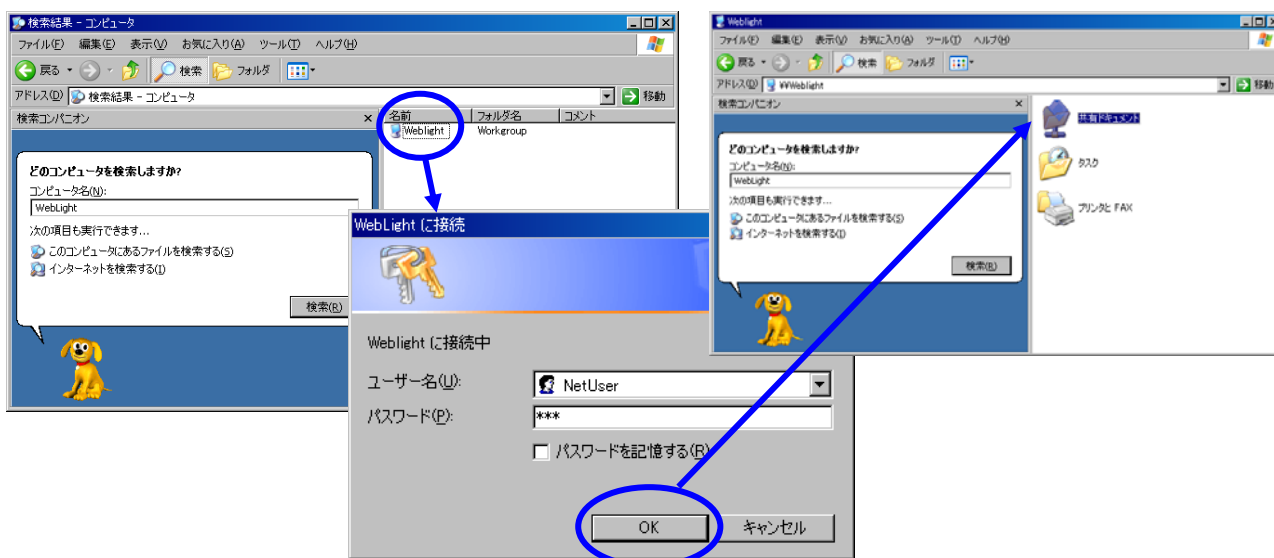 検索結果 - コンピュータ
ファイル(F) 編集(E) 表示(V) お気に入り(A) ツール(T) ヘルプ(H)
戻る 検索 フォルダ
アドレス(D) 検索結果 - コンピュータ 移動
検索コンパニオン
名前 フォルダ名 コメント
Weblight Workgroup
どのコンピュータを検索しますか?
コンピュータ名(N):
WebLight
次の項目も実行できます...
このコンピュータにあるファイルを検索する(S)
インターネットを検索する(I)
検索(R)
WebLight に接続
Weblight に接続中
ユーザー名(U): NetUser
パスワード(P): ***
パスワードを記憶する(R)
OK キャンセル
Weblight
ファイル(F) 編集(E) 表示(V) お気に入り(A) ツール(T) ヘルプ(H)
戻る 検索 フォルダ
アドレス(D) ¥¥Weblight 移動
検索コンパニオン
どのコンピュータを検索しますか?
コンピュータ名(N):
WebLight
次の項目も実行できます...
このコンピュータにあるファイルを検索する(S)
インターネットを検索する(I)
検索(R)
共有ドキュメント
タスク
プリンタと FAX